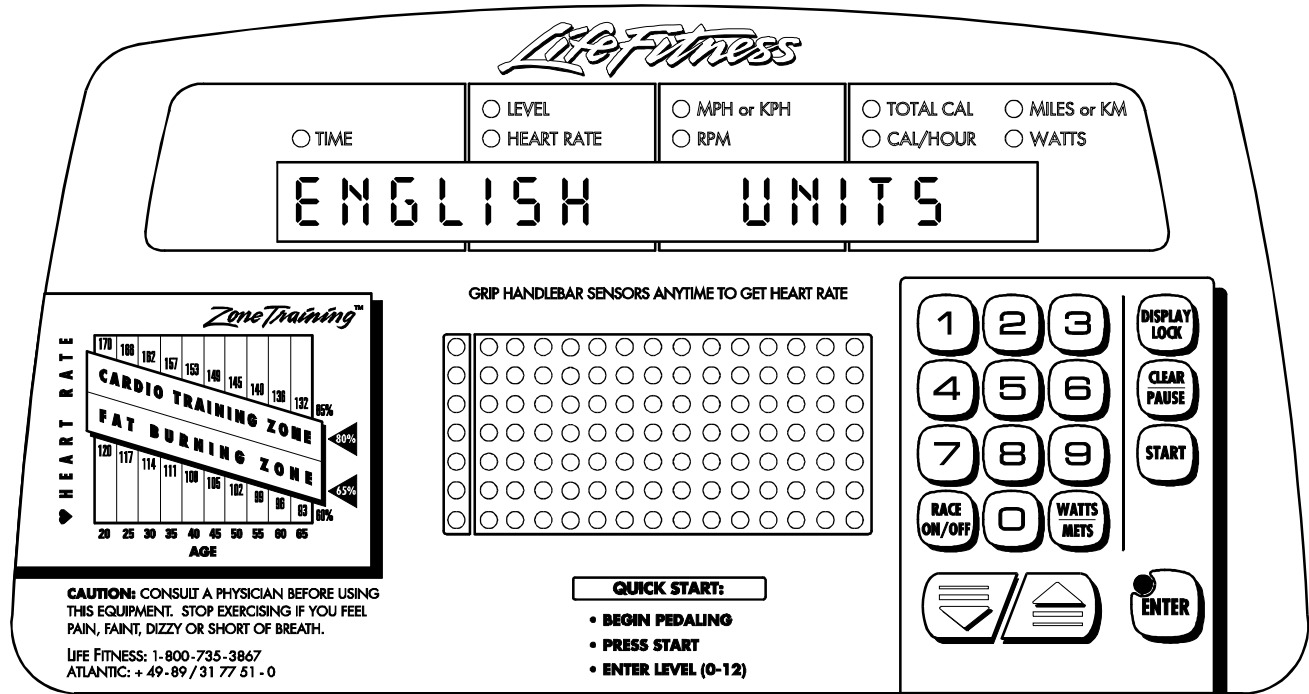 Life Fitness
TIME
LEVEL
HEART RATE
MPH or KPH
RPM
TOTAL CAL
CAL/HOUR
MILES or KM
WATTS
ENGLISH UNITS
Zone Training™
HEART RATE
170 166 162 157 153 149 145 140 136 132 85%
CARDIO TRAINING ZONE
80%
FAT BURNING ZONE
65%
120 117 114 111 108 105 102 99 96 93 60%
20 25 30 35 40 45 50 55 60 65
AGE
CAUTION: CONSULT A PHYSICIAN BEFORE USING
THIS EQUIPMENT. STOP EXERCISING IF YOU FEEL
PAIN, FAINT, DIZZY OR SHORT OF BREATH.
LIFE FITNESS: 1-800-735-3867
ATLANTIC: + 49-89 / 31 77 51 - 0
GRIP HANDLEBAR SENSORS ANYTIME TO GET HEART RATE
QUICK START:
• BEGIN PEDALING
• PRESS START
• ENTER LEVEL (0-12)
1 2 3
4 5 6
7 8 9
RACE
ON/OFF
0
WATTS
METS
DISPLAY
LOCK
CLEAR
PAUSE
START
ENTER